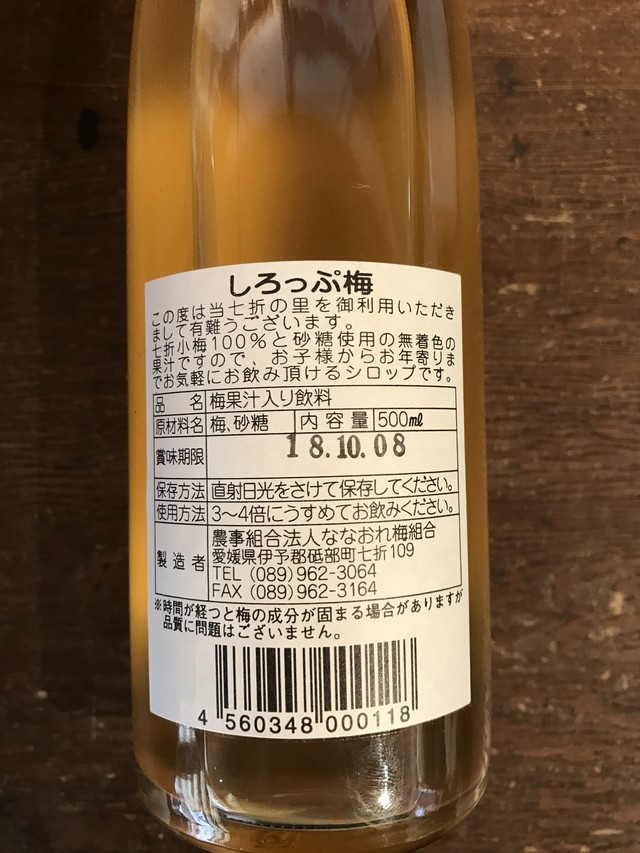 しろっぷ梅
この度は当七折の里を御利用いただき
まして有難うございます。
七折小梅100％と砂糖使用の無着色の
果汁ですので、お子様からお年寄りま
でお気軽にお飲み頂けるシロップです。
品名 梅果汁入り飲料
原材料名 梅、砂糖 内容量 500ml
賞味期限 18.10.08
保存方法 直射日光をさけて保存してください。
使用方法 3～4倍にうすめてお飲みください。
製造者 農事組合法人ななおれ梅組合
愛媛県伊予郡砥部町七折109
TEL (089)962-3064
FAX (089)962-3164
※時間が経つと梅の成分が固まる場合がありますが
品質に問題はございません。
4 560348 000118